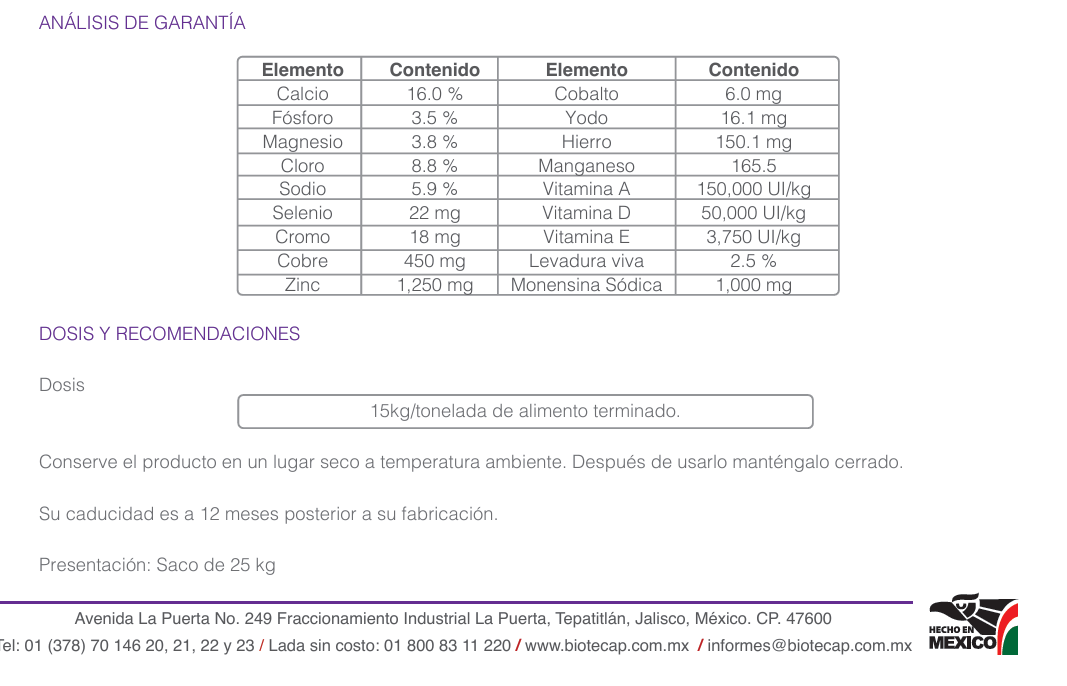 ANÁLISIS DE GARANTÍA
Elemento Contenido Elemento Contenido
Calcio 16.0 % Cobalto 6.0 mg
Fósforo 3.5 % Yodo 16.1 mg
Magnesio 3.8 % Hierro 150.1 mg
Cloro 8.8 % Manganeso 165.5
Sodio 5.9 % Vitamina A 150,000 UI/kg
Selenio 22 mg Vitamina D 50,000 UI/kg
Cromo 18 mg Vitamina E 3,750 UI/kg
Cobre 450 mg Levadura viva 2.5 %
Zinc 1,250 mg Monensina Sódica 1,000 mg
DOSIS Y RECOMENDACIONES
Dosis
15kg/tonelada de alimento terminado.
Conserve el producto en un lugar seco a temperatura ambiente. Después de usarlo manténgalo cerrado.
Su caducidad es a 12 meses posterior a su fabricación.
Presentación: Saco de 25 kg
Avenida La Puerta No. 249 Fraccionamiento Industrial La Puerta, Tepatitlán, Jalisco, México. CP. 47600
Tel: 01 (378) 70 146 20, 21, 22 y 23 / Lada sin costo: 01 800 83 11 220 / www.biotecap.com.mx / informes@biotecap.com.mx
HECHO EN
MEXICO